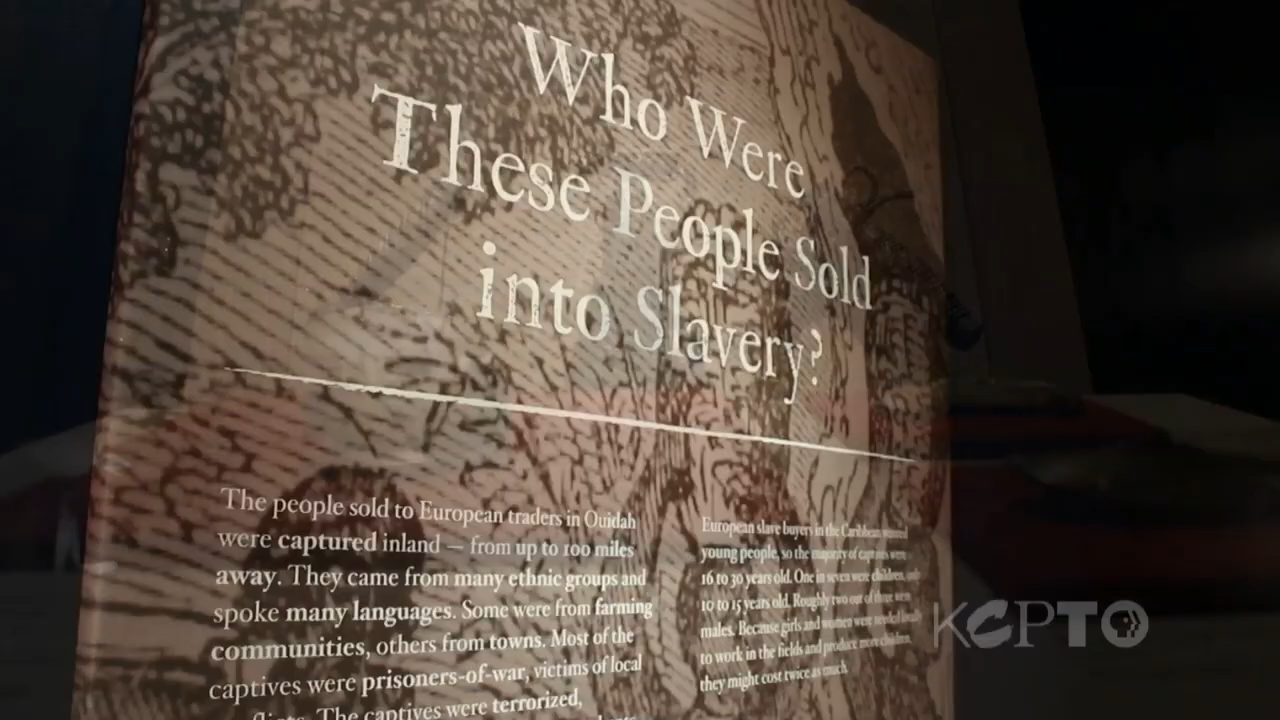 Who Were
These People Sold
into Slavery?
The people sold to European traders in Ouidah
were captured inland — from up to 100 miles
away. They came from many ethnic groups and
spoke many languages. Some were from farming
communities, others from towns. Most of the
captives were prisoners-of-war, victims of local
The captives were terrorized,
European slave buyers in the Caribbean wanted
young people, so the majority of captives were
16 to 30 years old. One in seven were children, only
10 to 15 years old. Roughly two out of three were
males. Because girls and women were needed
to work in the fields and produce more children,
they might cost twice as much.
KCPTO